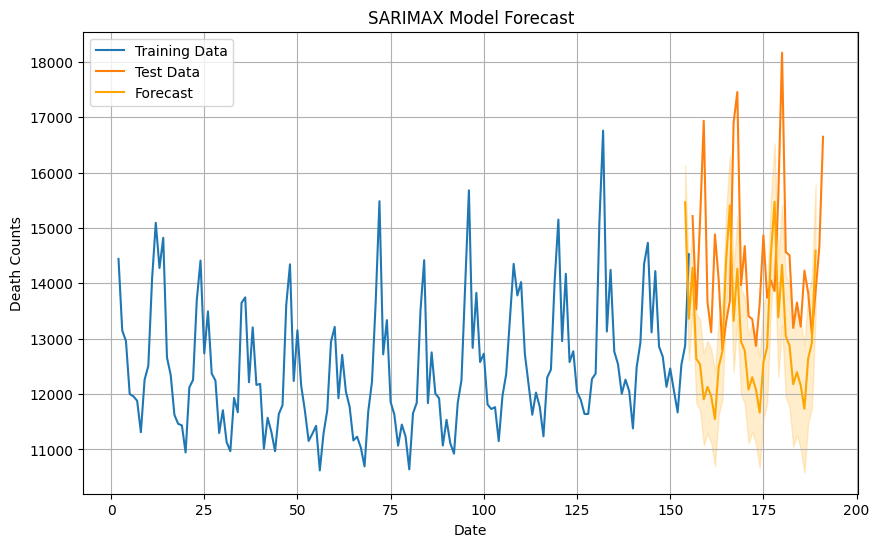 SARIMAX Model Forecast
Training Data
Test Data
Forecast
Death Counts
18000
17000
16000
15000
14000
13000
12000
11000
0
25
50
75
100
125
150
175
200
Date